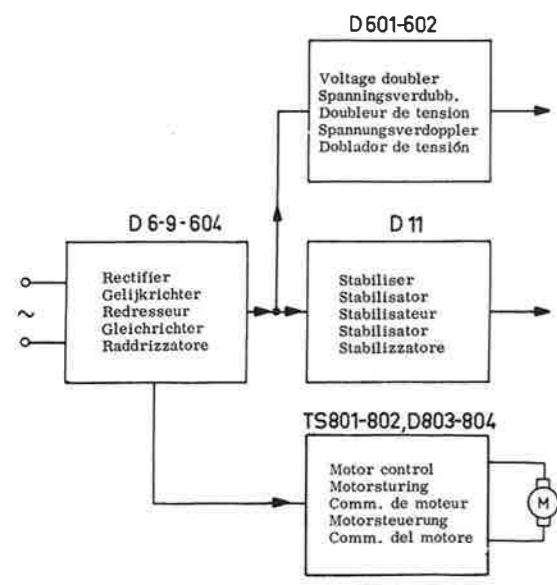 D601-602
Voltage doubler
Spanningsverdubb.
Doubleur de tension
Spannungsverdoppler
Doblador de tensión
D 6-9-604
Rectifier
Gelijkrichter
Redresseur
Gleichrichter
Raddrizzatore
~
D 11
Stabiliser
Stabilisator
Stabilisateur
Stabilisator
Stabilizzatore
TS801-802,D803-804
Motor control
Motorsturing
Comm. de moteur
Motorsteuerung
Comm. del motore
M